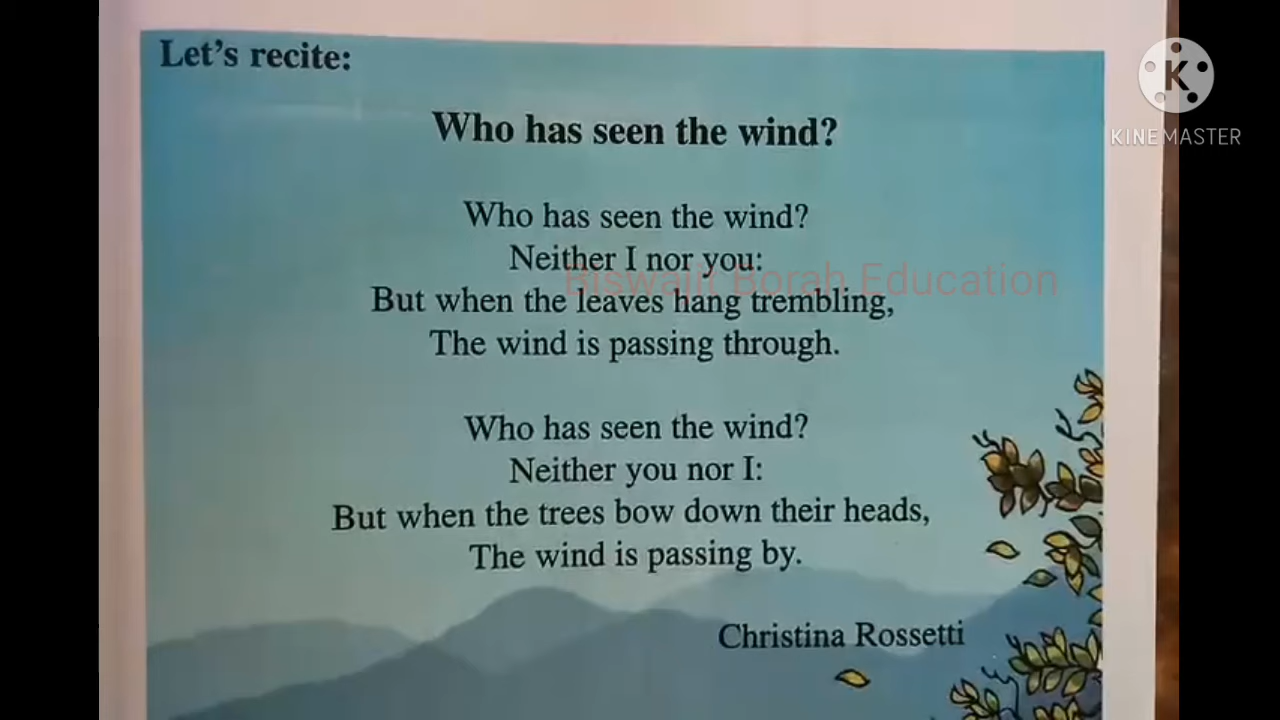 Let's recite:
Who has seen the wind?
Who has seen the wind?
Neither I nor you:
But when the leaves hang trembling,
The wind is passing through.
Who has seen the wind?
Neither you nor I:
But when the trees bow down their heads,
The wind is passing by.
Christina Rossetti
Biswajit Borah Education
K
KINEMASTER